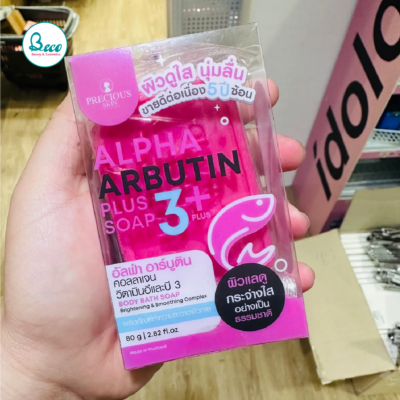 Beco
Beauty & Cosmetics
PRECIOUS
SKIN
ผิวดูใส นุ่มลื่น
ขายดีต่อเนื่อง 5 ปี ซ้อน
ALPHA
ARBUTIN
PLUS
SOAP
3+
PLUS
อัลฟ่า อาร์บูติน
คอลลาเจน
วิตามินอีและบี 3
BODY BATH SOAP
Brightening & Smoothing Complex
80 g | 2.82 fl.oz
Made in Thailand
ผิวแลดู
กระจ่างใส
อย่างเป็น
ธรรมชาติ
idolo